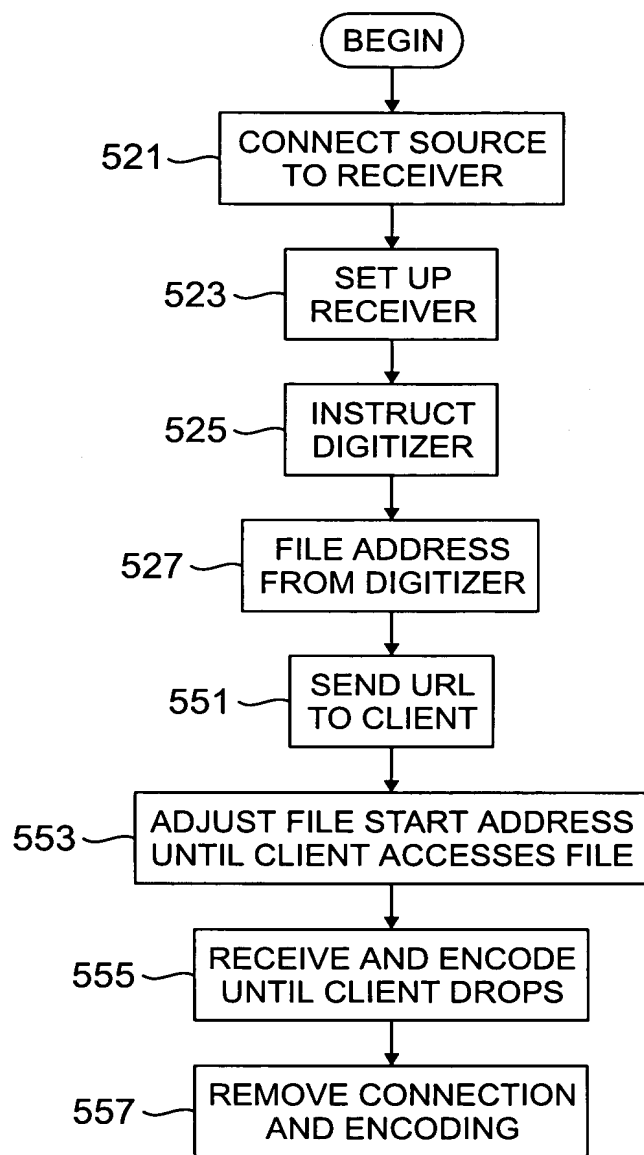 BEGIN
521
CONNECT SOURCE
TO RECEIVER
523
SET UP
RECEIVER
525
INSTRUCT
DIGITIZER
527
FILE ADDRESS
FROM DIGITIZER
551
SEND URL
TO CLIENT
553
ADJUST FILE START ADDRESS
UNTIL CLIENT ACCESSES FILE
555
RECEIVE AND ENCODE
UNTIL CLIENT DROPS
557
REMOVE CONNECTION
AND ENCODING